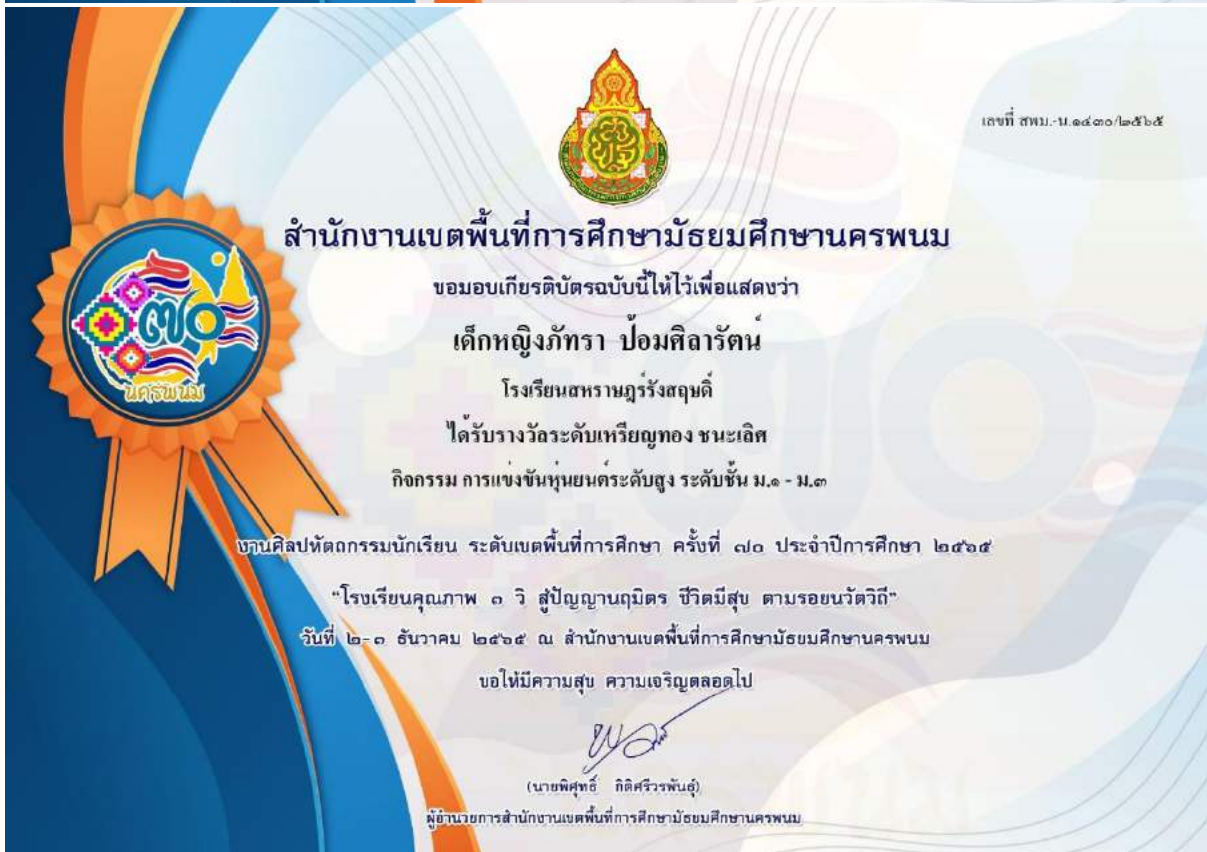 เลขที่ สพม.-น.๑๔๓๐/๒๕๖๕
สำนักงานเขตพื้นที่การศึกษามัธยมศึกษานครพนม
ขอมอบเกียรติบัตรฉบับนี้ให้ไว้เพื่อแสดงว่า
เด็กหญิงภัทรา ป้อมศิลารัตน์
โรงเรียนสหราษฎร์รังสฤษดิ์
ได้รับรางวัลระดับเหรียญทอง ชนะเลิศ
กิจกรรม การแข่งขันหุ่นยนต์ระดับสูง ระดับชั้น ม.๑ - ม.๓
งานศิลปหัตถกรรมนักเรียน ระดับเขตพื้นที่การศึกษา ครั้งที่ ๗๐ ประจำปีการศึกษา ๒๕๖๕
"โรงเรียนคุณภาพ ๓ วิ สู่ปัญญานฤมิตร ชีวิตมีสุข ตามรอยนวัตวิถี"
วันที่ ๒-๓ ธันวาคม ๒๕๖๕ ณ สำนักงานเขตพื้นที่การศึกษามัธยมศึกษานครพนม
ขอให้มีความสุข ความเจริญตลอดไป
(นายพิศุทธิ์ กิติศรีวรพันธุ์)
ผู้อำนวยการสำนักงานเขตพื้นที่การศึกษามัธยมศึกษานครพนม
๗๐
นครพนม